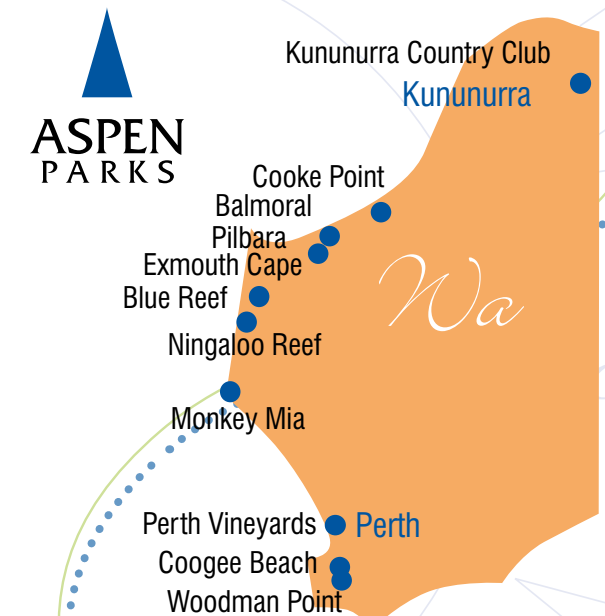 ASPEN
PARKS
Kununurra Country Club
Kununurra
Cooke Point
Balmoral
Pilbara
Exmouth Cape
Blue Reef
Ningaloo Reef
Wa
Monkey Mia
Perth Vineyards
Perth
Coogee Beach
Woodman Point